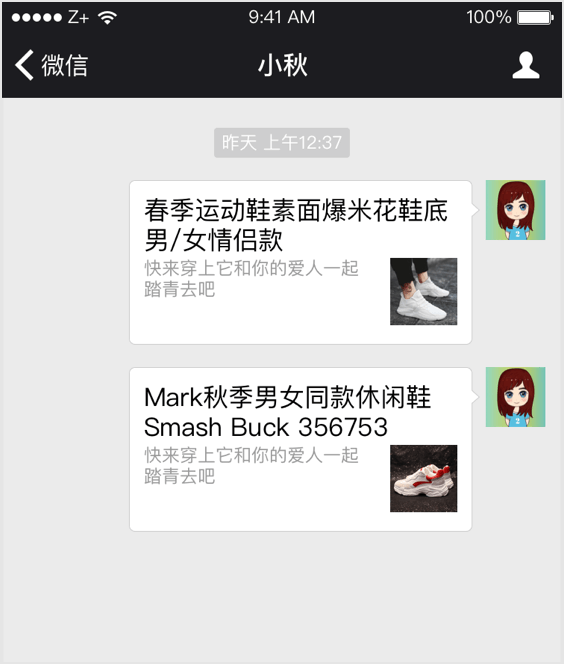 Z+ 9:41 AM 100%
微信 小秋
昨天 上午12:37
春季运动鞋素面爆米花鞋底
男/女情侣款
快来穿上它和你的爱人一起
踏青去吧
Mark秋季男女同款休闲鞋
Smash Buck 356753
快来穿上它和你的爱人一起
踏青去吧